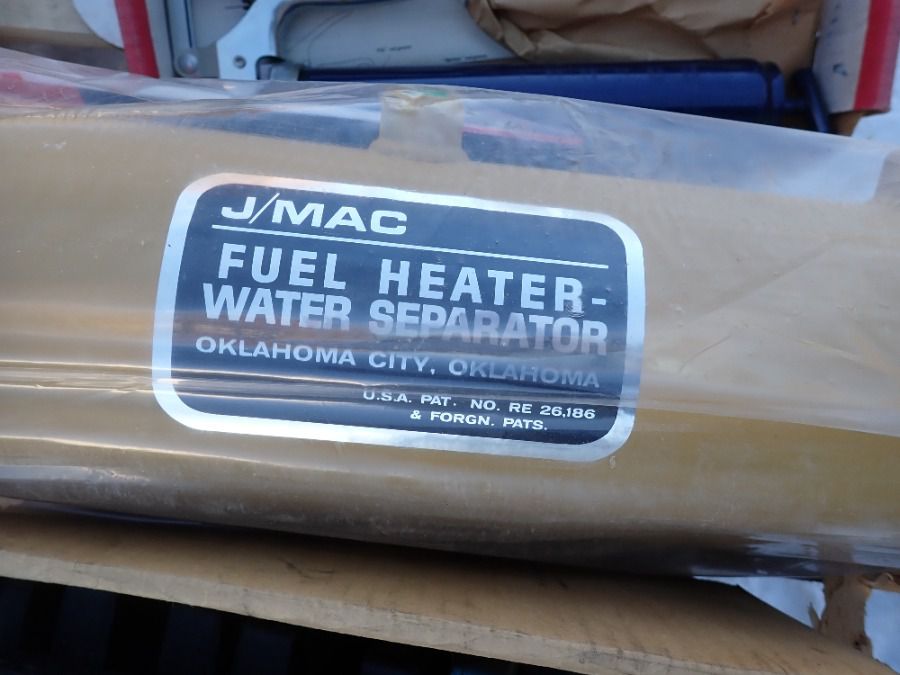 J/MAC
FUEL HEATER-
WATER SEPARATOR
OKLAHOMA CITY, OKLAHOMA
U.S.A. PAT. NO. RE 26,186
& FORGN. PATS.